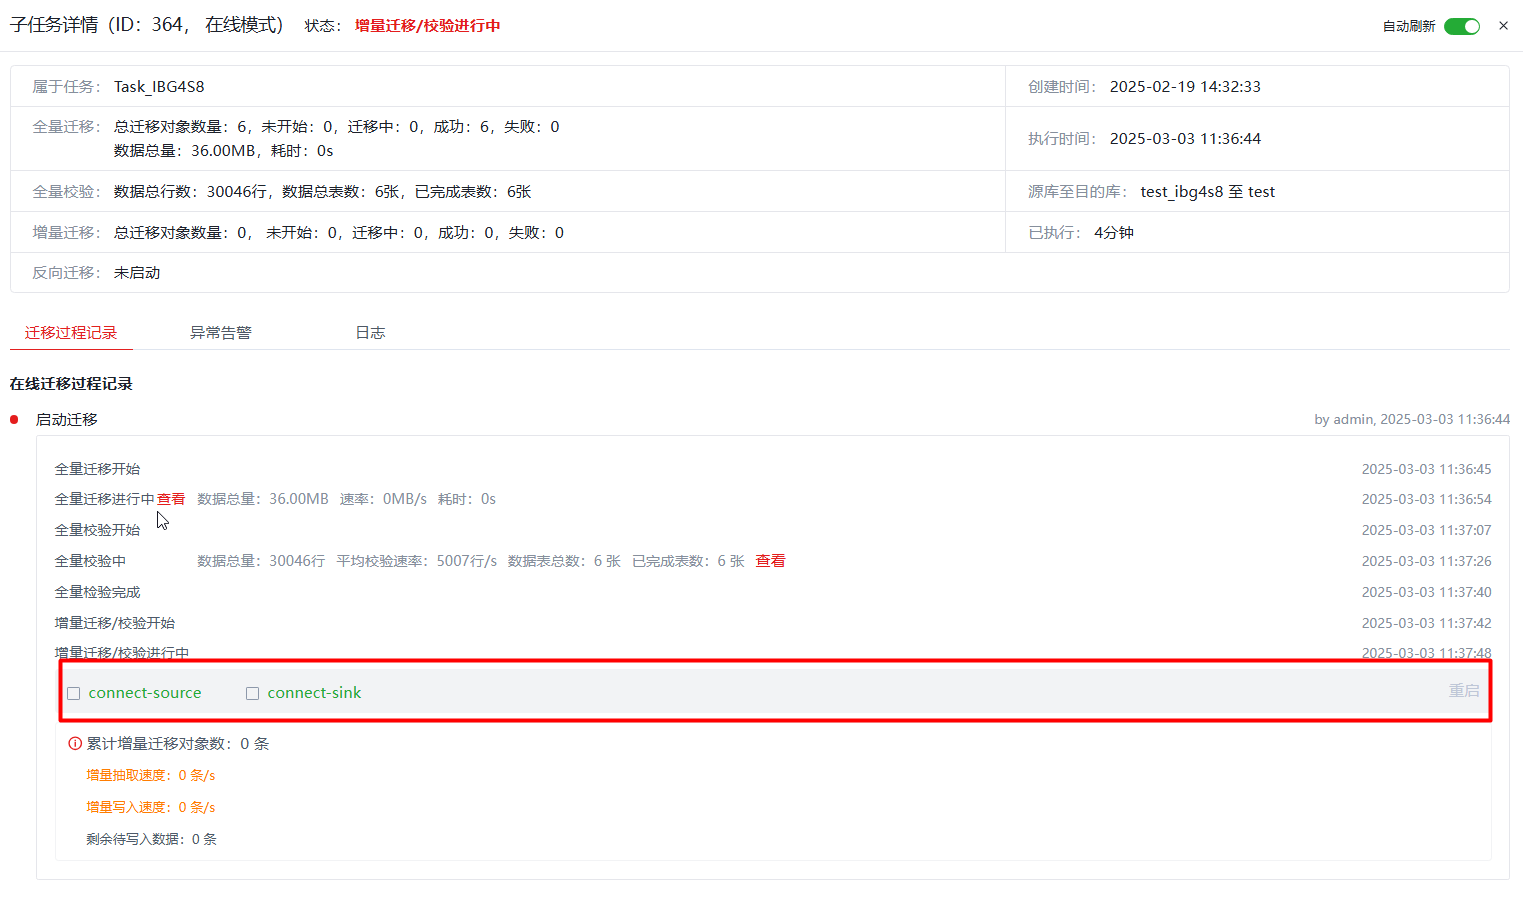 子任务详情（ID：364， 在线模式） 状态： 增量迁移/校验进行中 自动刷新
属于任务： Task_IBG4S8 创建时间： 2025-02-19 14:32:33
全量迁移： 总迁移对象数量：6，未开始：0，迁移中：0，成功：6，失败：0
数据总量：36.00MB，耗时：0s
执行时间： 2025-03-03 11:36:44
全量校验： 数据总行数：30046行，数据总表数：6张，已完成表数：6张 源库至目的库： test_ibg4s8 至 test
增量迁移： 总迁移对象数量：0， 未开始：0，迁移中：0，成功：0，失败：0 已执行： 4分钟
反向迁移： 未启动
迁移过程记录 异常告警 日志
在线迁移过程记录
启动迁移 by admin, 2025-03-03 11:36:44
全量迁移开始 2025-03-03 11:36:45
全量迁移进行中 查看 数据总量：36.00MB 速率：0MB/s 耗时：0s 2025-03-03 11:36:54
全量校验开始 2025-03-03 11:37:07
全量校验中 数据总量：30046行 平均校验速率：5007行/s 数据表总数：6 张 已完成表数：6 张 查看 2025-03-03 11:37:26
全量检验完成 2025-03-03 11:37:40
增量迁移/校验开始 2025-03-03 11:37:42
增量迁移/校验进行中 2025-03-03 11:37:48
connect-source connect-sink 重启
累计增量迁移对象数：0 条
增量抽取速度：0 条/s
增量写入速度：0 条/s
剩余待写入数据：0 条